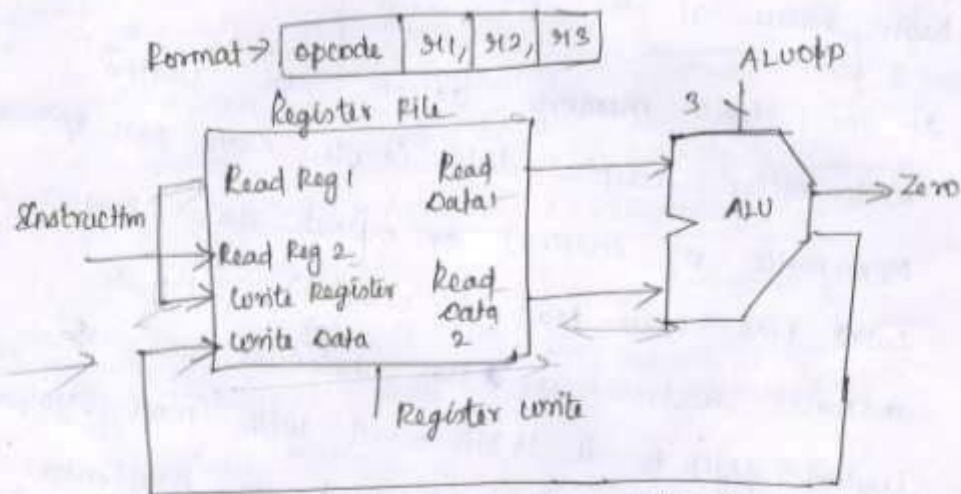 Format → opcode r1, r2, r3
Register File
ALUOp
3
Read Reg 1
Read Data 1
ALU
Zero
Instruction
Read Reg 2
Write Register
Read Data 2
Write Data
Register Write